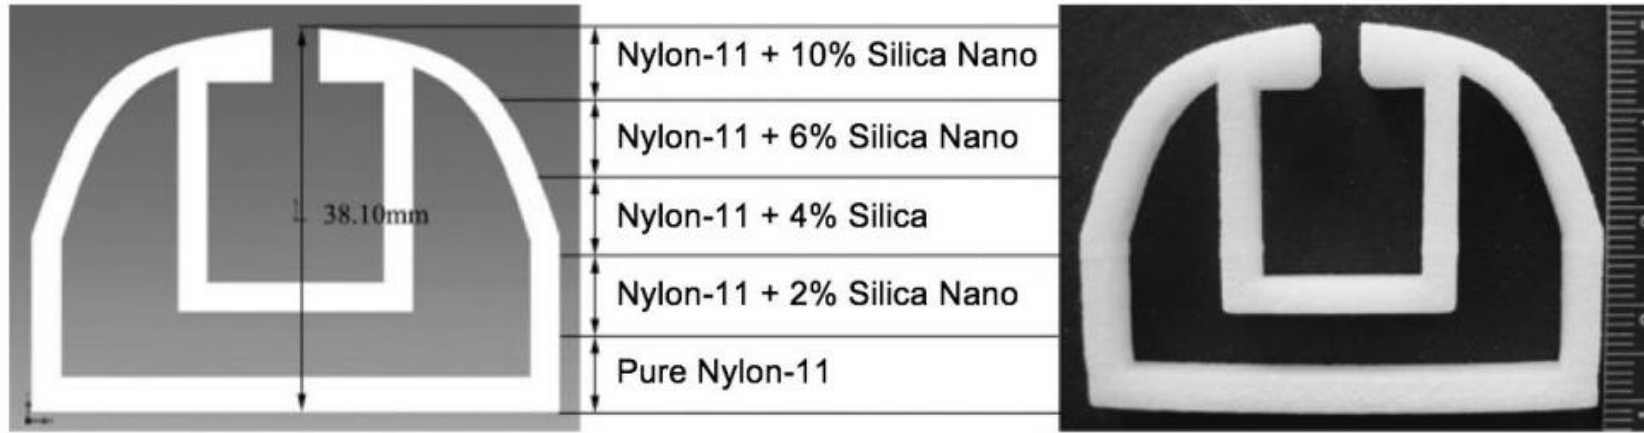 Nylon-11 + 10% Silica Nano
Nylon-11 + 6% Silica Nano
38.10mm
Nylon-11 + 4% Silica
Nylon-11 + 2% Silica Nano
Pure Nylon-11